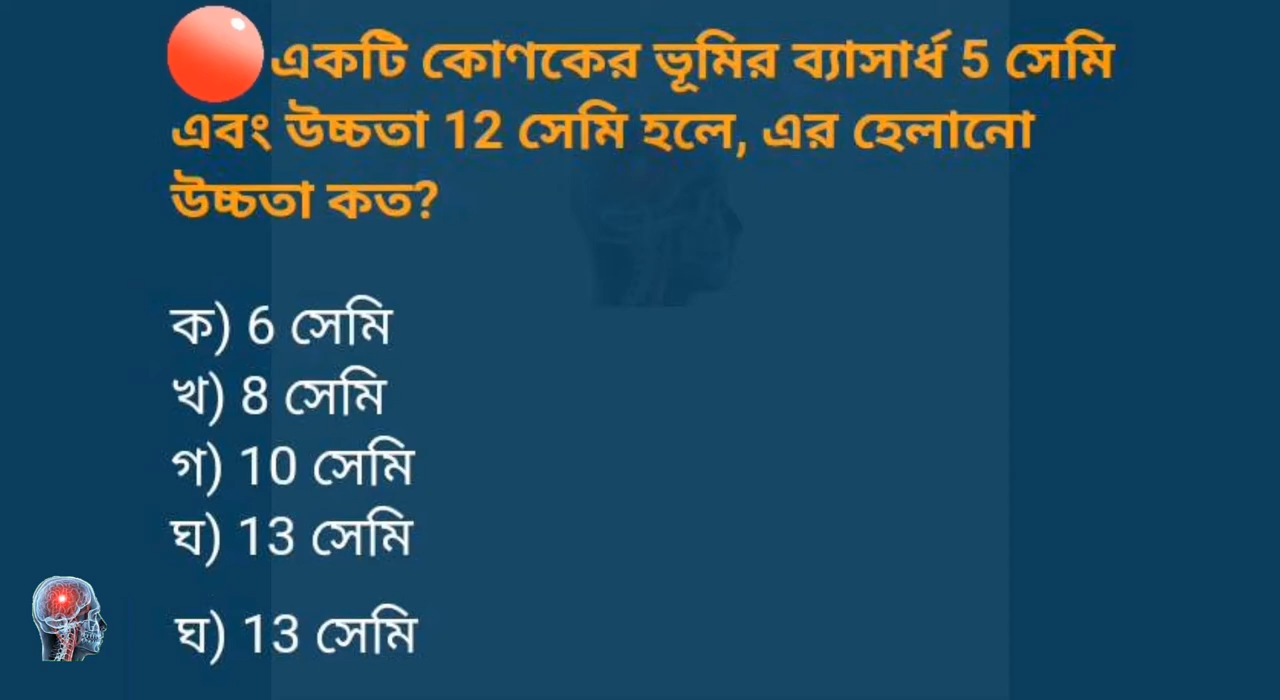 একটি কোণকের ভূমির ব্যাসার্ধ 5 সেমি
এবং উচ্চতা 12 সেমি হলে, এর হেলানো
উচ্চতা কত?
ক) 6 সেমি
খ) 8 সেমি
গ) 10 সেমি
ঘ) 13 সেমি
ঘ) 13 সেমি